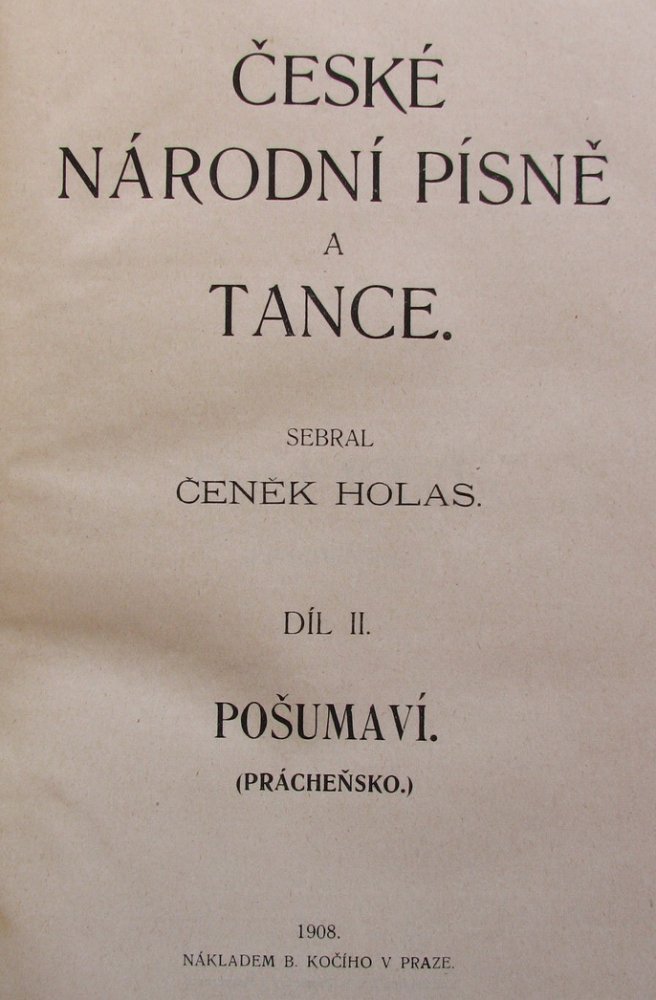 ČESKÉ
NÁRODNÍ PÍSNĚ
A
TANCE.
SEBRAL
ČENĚK HOLAS.
DÍL II.
POŠUMAVÍ.
(PRÁCHEŇSKO.)
1908.
NÁKLADEM B. KOČÍHO V PRAZE.